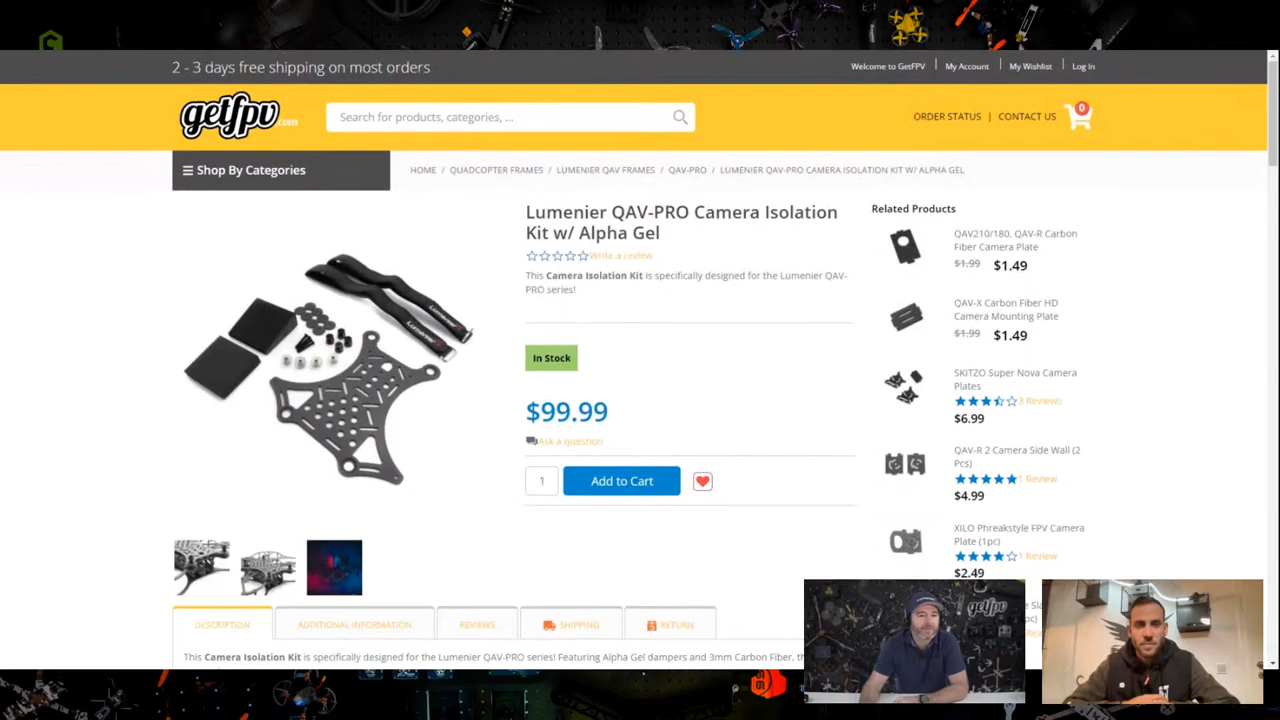 2 - 3 days free shipping on most orders
Welcome to GetFPV
My Account
My Wishlist
Log In
getfpv.com
Search for products, categories, ...
ORDER STATUS | CONTACT US
0
Shop By Categories
HOME / QUADCOPTER FRAMES / LUMENIER QAV FRAMES / QAV-PRO / LUMENIER QAV-PRO CAMERA ISOLATION KIT W/ ALPHA GEL
Lumenier QAV-PRO Camera Isolation
Kit w/ Alpha Gel
Write a review
This Camera Isolation Kit is specifically designed for the Lumenier QAV-
PRO series!
In Stock
$99.99
Ask a question
1
Add to Cart
Lumenier
Lumenier
Related Products
QAV210/180, QAV-R Carbon
Fiber Camera Plate
$1.99 $1.49
QAV-X Carbon Fiber HD
Camera Mounting Plate
$1.99 $1.49
SKITZO Super Nova Camera
Plates
3 Reviews
$6.99
QAV-R 2 Camera Side Wall (2
Pcs)
1 Review
$4.99
XILO Phreakstyle FPV Camera
Plate (1pc)
1 Review
$2.49
DESCRIPTION
ADDITIONAL INFORMATION
REVIEWS
SHIPPING
RETURN
This Camera Isolation Kit is specifically designed for the Lumenier QAV-PRO series! Featuring Alpha Gel dampers and 3mm Carbon Fiber,
getfpv